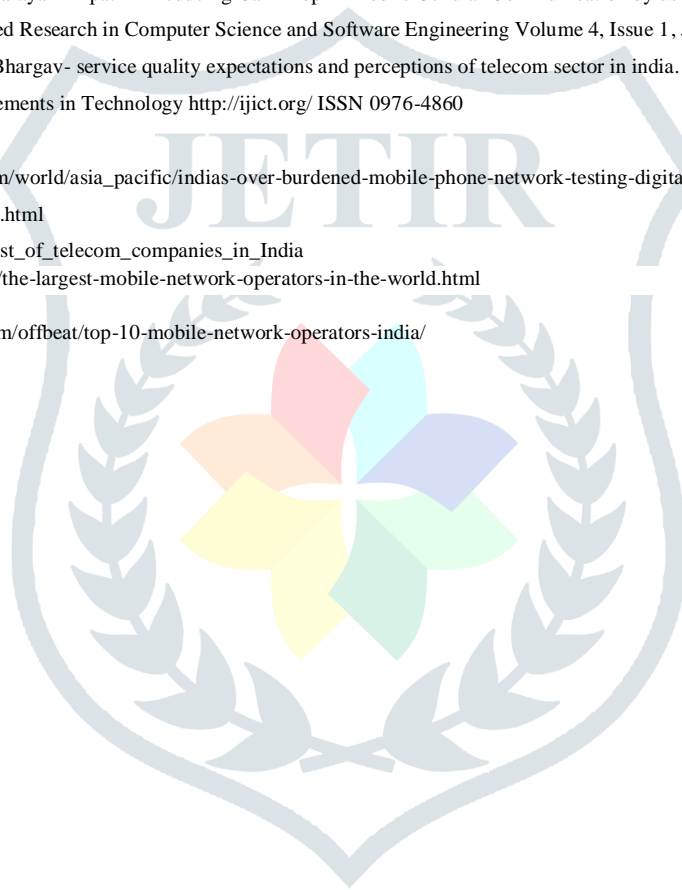 ed Research in Computer Science and Software Engineering Volume 4, Issue 1,
Bhargav- service quality expectations and perceptions of telecom sector in india.
ements in Technology http://ijict.org/ ISSN 0976-4860
JETIR
m/world/asia_pacific/indias-over-burdened-mobile-phone-network-testing-digita
.html
st_of_telecom_companies_in_India
/the-largest-mobile-network-operators-in-the-world.html
m/offbeat/top-10-mobile-network-operators-india/